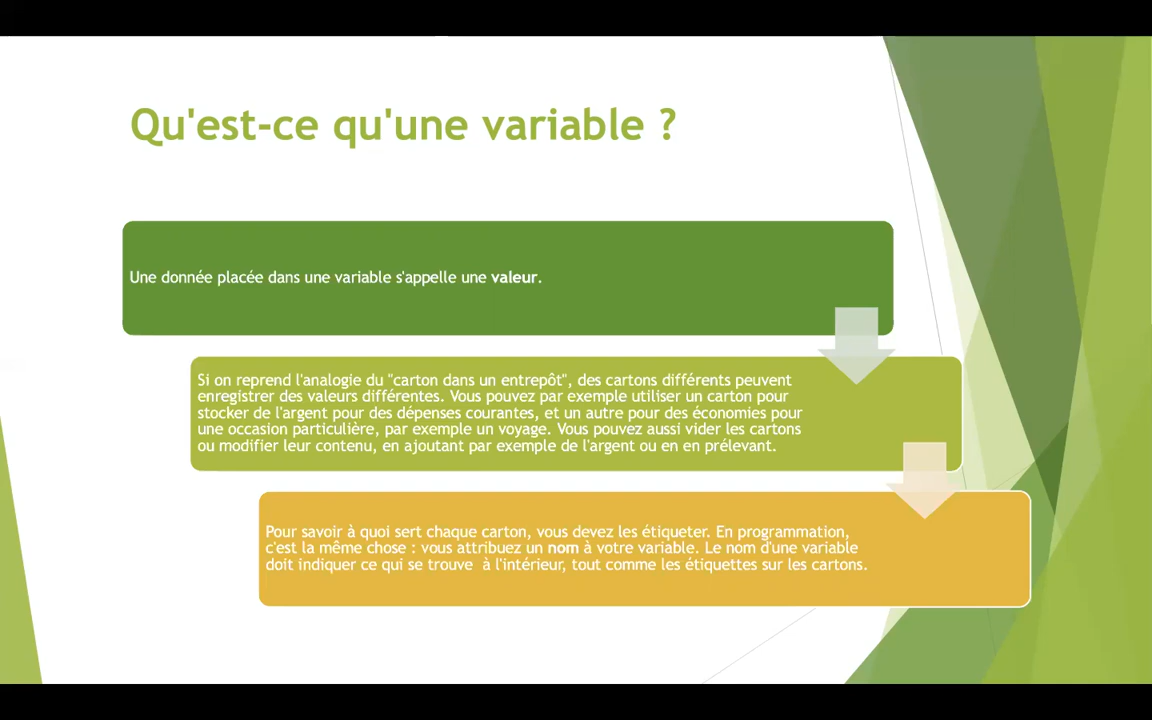 Qu'est-ce qu'une variable ?
Une donnée placée dans une variable s'appelle une valeur.
Si on reprend l'analogie du "carton dans un entrepôt", des cartons différents peuvent
enregistrer des valeurs différentes. Vous pouvez par exemple utiliser un carton pour
stocker de l'argent pour des dépenses courantes, et un autre pour des économies pour
une occasion particulière, par exemple un voyage. Vous pouvez aussi vider les cartons
ou modifier leur contenu, en ajoutant par exemple de l'argent ou en en prélevant.
Pour savoir à quoi sert chaque carton, vous devez les étiqueter. En programmation,
c'est la même chose : vous attribuez un nom à votre variable. Le nom d'une variable
doit indiquer ce qui se trouve  à l'intérieur, tout comme les étiquettes sur les cartons.